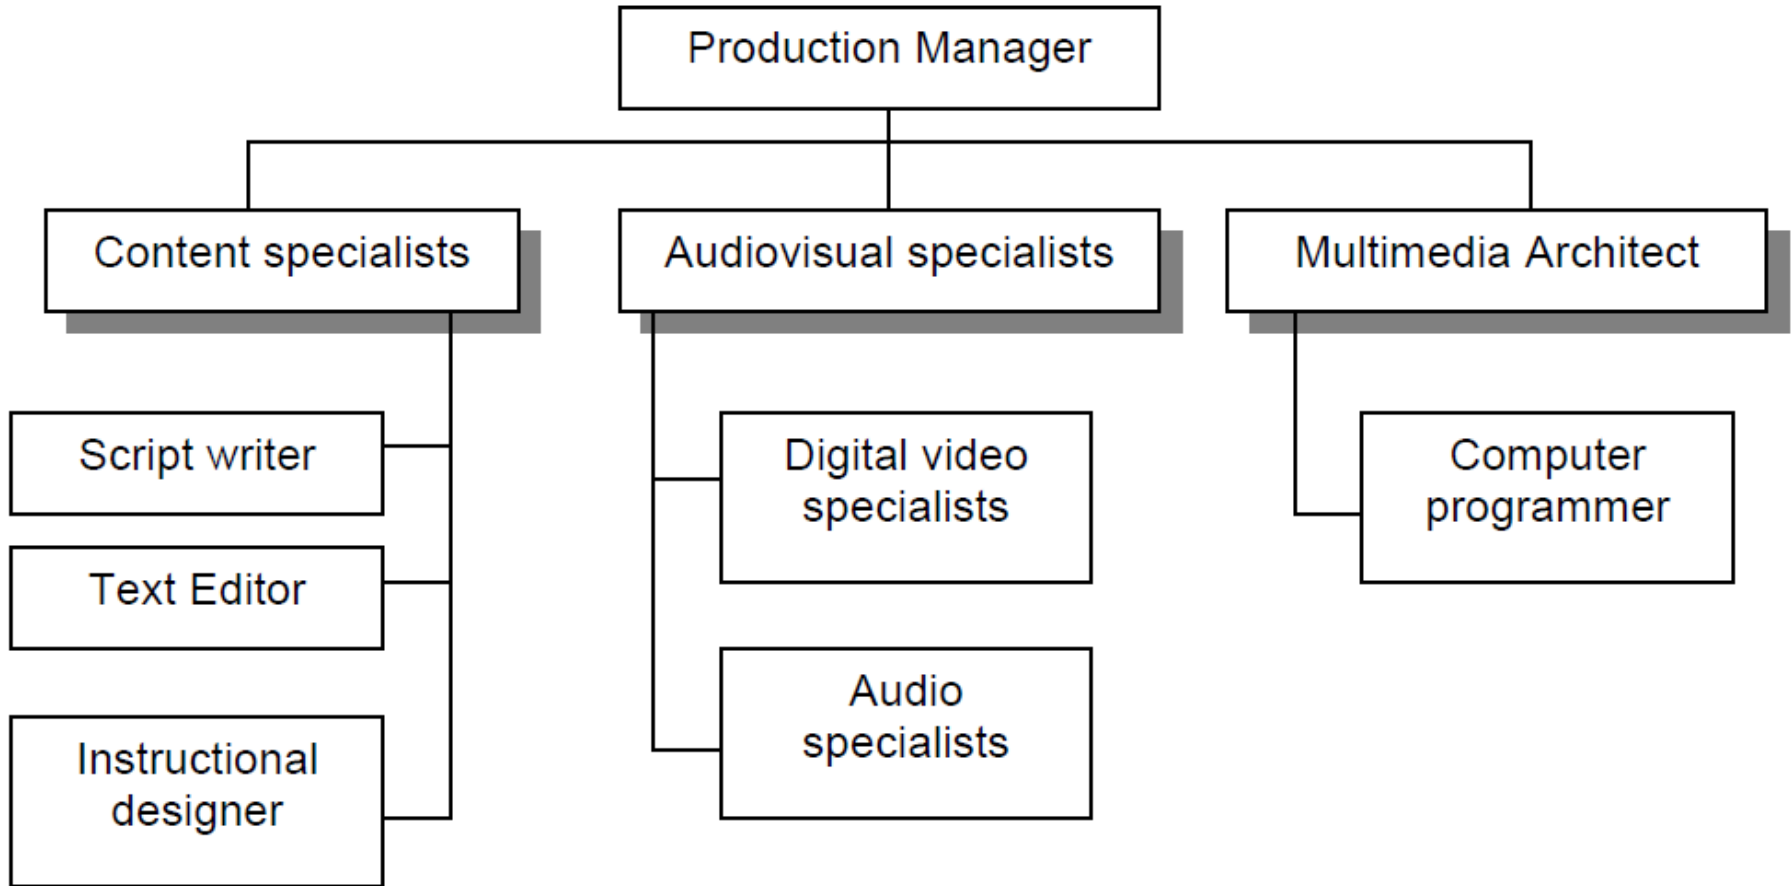 Production Manager
Content specialists
Audiovisual specialists
Multimedia Architect
Script writer
Text Editor
Instructional
designer
Digital video
specialists
Audio
specialists
Computer
programmer